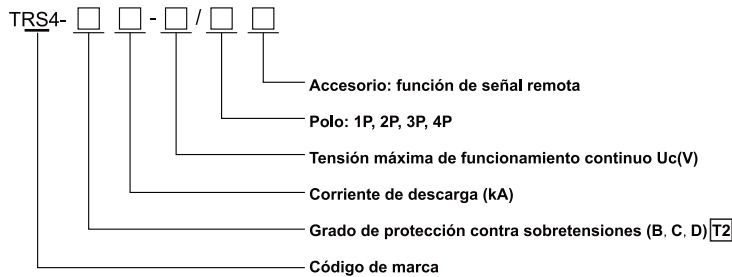 TRS4-□□-□/□□
Accesorio: función de señal remota
Polo: 1P, 2P, 3P, 4P
Tensión máxima de funcionamiento continuo Uc(V)
Corriente de descarga (kA)
Grado de protección contra sobretensiones (B, C, D) T2
Código de marca